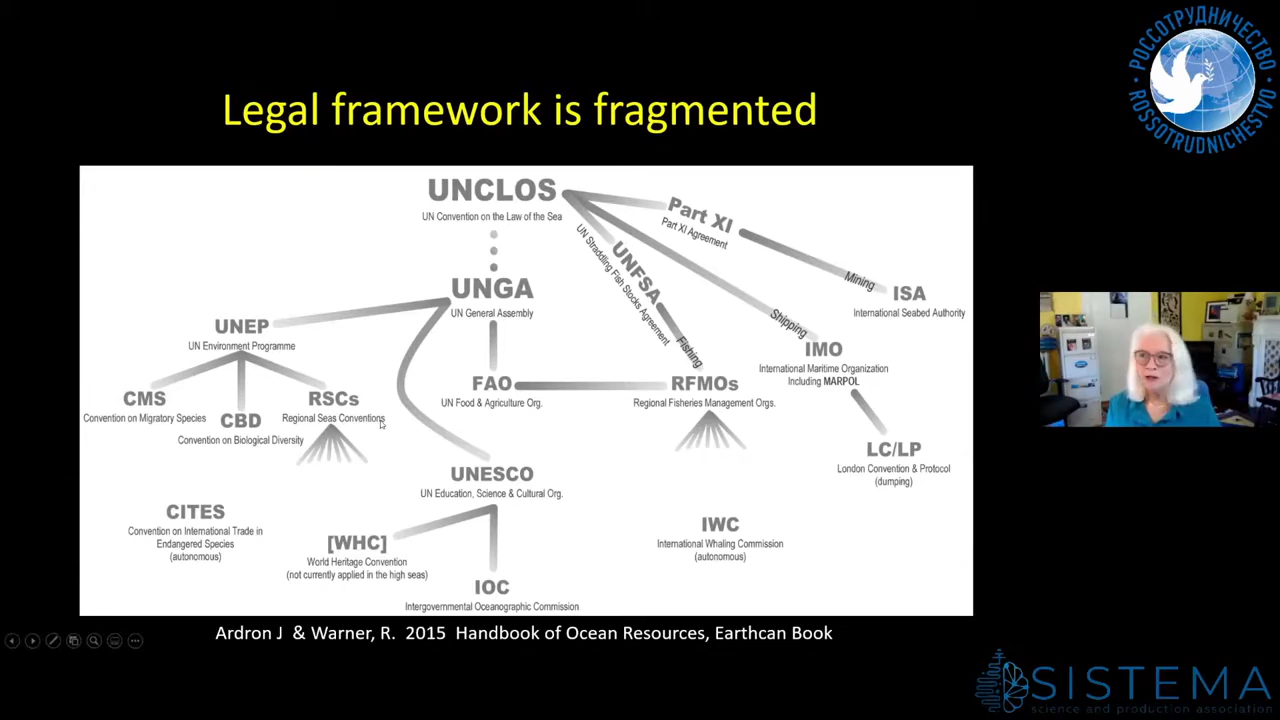 РОССОТРУДНИЧЕСТВО
ROSSOTRUDNICHESTVO
Legal framework is fragmented
UNCLOS
UN Convention on the Law of the Sea
Part XI
Part XI Agreement
Mining
ISA
International Seabed Authority
UNFSA
UN Straddling Fish Stocks Agreement
Fishing
Shipping
UNGA
UN General Assembly
UNEP
UN Environment Programme
IMO
International Maritime Organization
Including MARPOL
CMS
Convention on Migratory Species
CBD
Convention on Biological Diversity
RSCs
Regional Seas Conventions
FAO
UN Food & Agriculture Org.
RFMOs
Regional Fisheries Management Orgs.
LC/LP
London Convention & Protocol
(dumping)
UNESCO
UN Education, Science & Cultural Org.
CITES
Convention on International Trade in
Endangered Species
(autonomous)
[WHC]
World Heritage Convention
(not currently applied in the high seas)
IWC
International Whaling Commission
(autonomous)
IOC
Intergovernmental Oceanographic Commission
Ardron J & Warner, R. 2015 Handbook of Ocean Resources, Earthcan Book
SISTEMA
science and production association